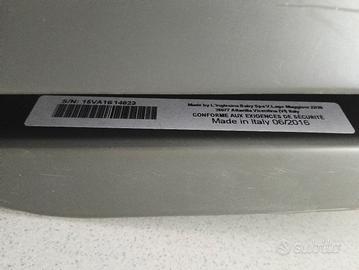 S/N: 15VA16 14823
Made by L'Inglesina Baby Spa V.Lago Maggiore 22/26
36077 Altavilla Vicentina (VI) Italy
CONFORME AUX EXIGENCES DE SÉCURITÉ
Made in Italy 06/2016
subito